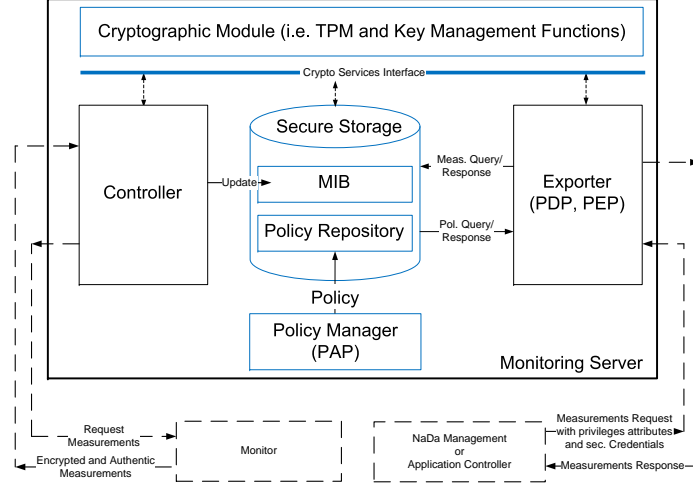 Cryptographic Module (i.e. TPM and Key Management Functions)
Crypto Services Interface
Secure Storage
Controller
Update
MIB
Meas. Query/
Response
Exporter
(PDP, PEP)
Policy Repository
Pol. Query/
Response
Policy
Policy Manager
(PAP)
Monitoring Server
Request
Measurements
Encrypted and Authentic
Measurements
Monitor
NaDa Management
or
Application Controller
Measurements Request
with privileges attributes
and sec. Credentials
Measurements Response